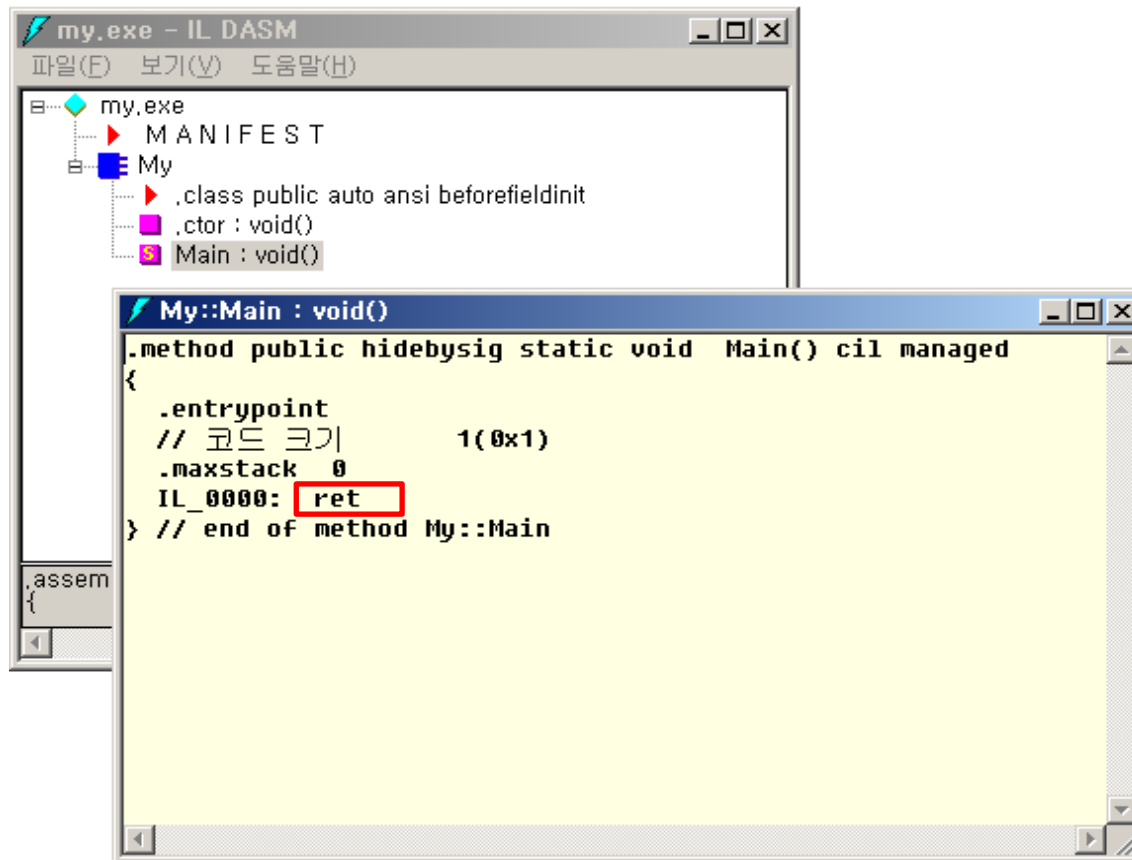 my.exe - IL DASM
파일(F) 보기(V) 도움말(H)
my.exe
M A N I F E S T
My
.class public auto ansi beforefieldinit
.ctor : void()
S Main : void()
.assem
{
My::Main : void()
.method public hidebysig static void  Main() cil managed
{
  .entrypoint
  // 코드 크기       1(0x1)
  .maxstack  0
  IL_0000:  ret
} // end of method My::Main